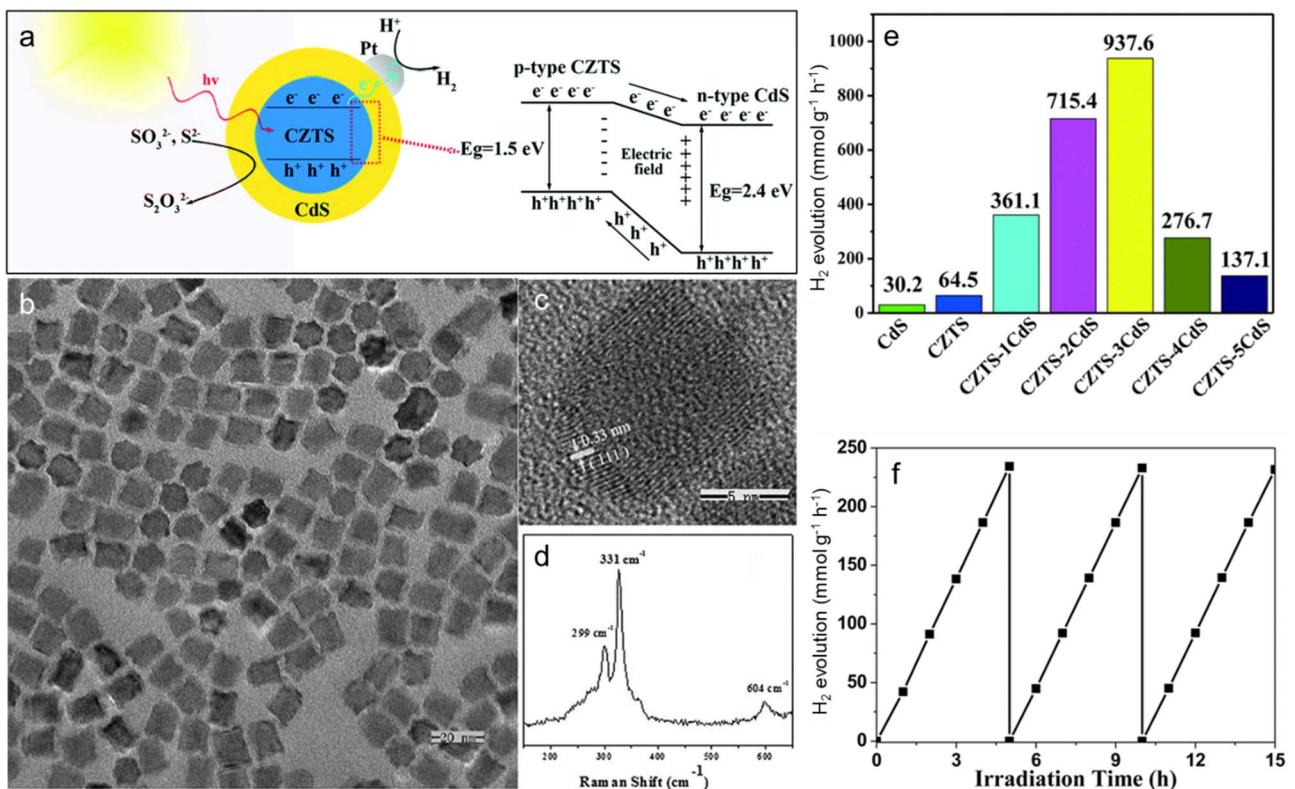 a
hν
SO₃²⁻, S²⁻
S₂O₃²⁻
H⁺
Pt
H₂
e⁻
e⁻ e⁻ e⁻
CZTS
h⁺ h⁺ h⁺
CdS
p-type CZTS
e⁻ e⁻ e⁻ e⁻
e⁻ e⁻ e⁻
n-type CdS
e⁻ e⁻ e⁻ e⁻
Eg=1.5 eV
Electric
field
Eg=2.4 eV
h⁺h⁺h⁺h⁺
h⁺ h⁺ h⁺
h⁺h⁺h⁺h⁺
b
20 nm
c
0.33 nm
(111)
5 nm
d
331 cm⁻¹
299 cm⁻¹
604 cm⁻¹
200 300 400 500 600
Raman Shift (cm⁻¹)
e
H₂ evolution (mmol g⁻¹ h⁻¹)
1000
800
600
400
200
0
30.2
64.5
361.1
715.4
937.6
276.7
137.1
CdS
CZTS
CZTS-1CdS
CZTS-2CdS
CZTS-3CdS
CZTS-4CdS
CZTS-5CdS
f
H₂ evolution (mmol g⁻¹ h⁻¹)
250
200
150
100
50
0
0 3 6 9 12 15
Irradiation Time (h)